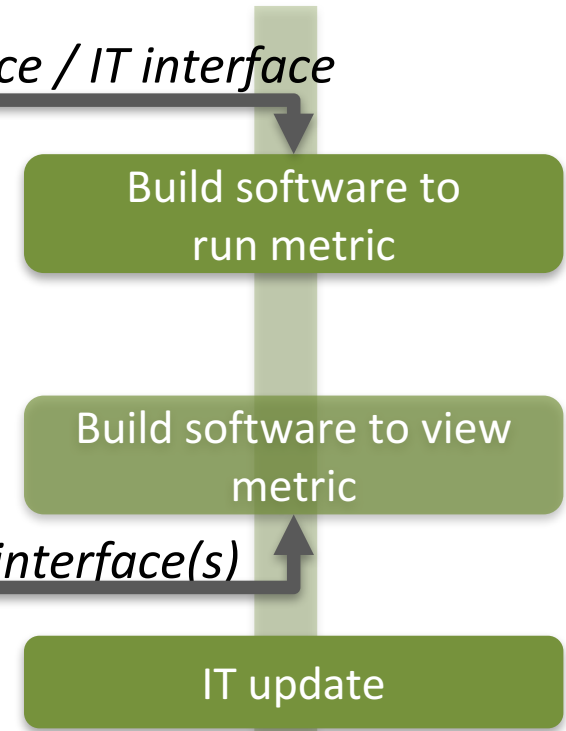 ce / IT interface
Build software to
run metric
Build software to view
metric
interface(s)
IT update